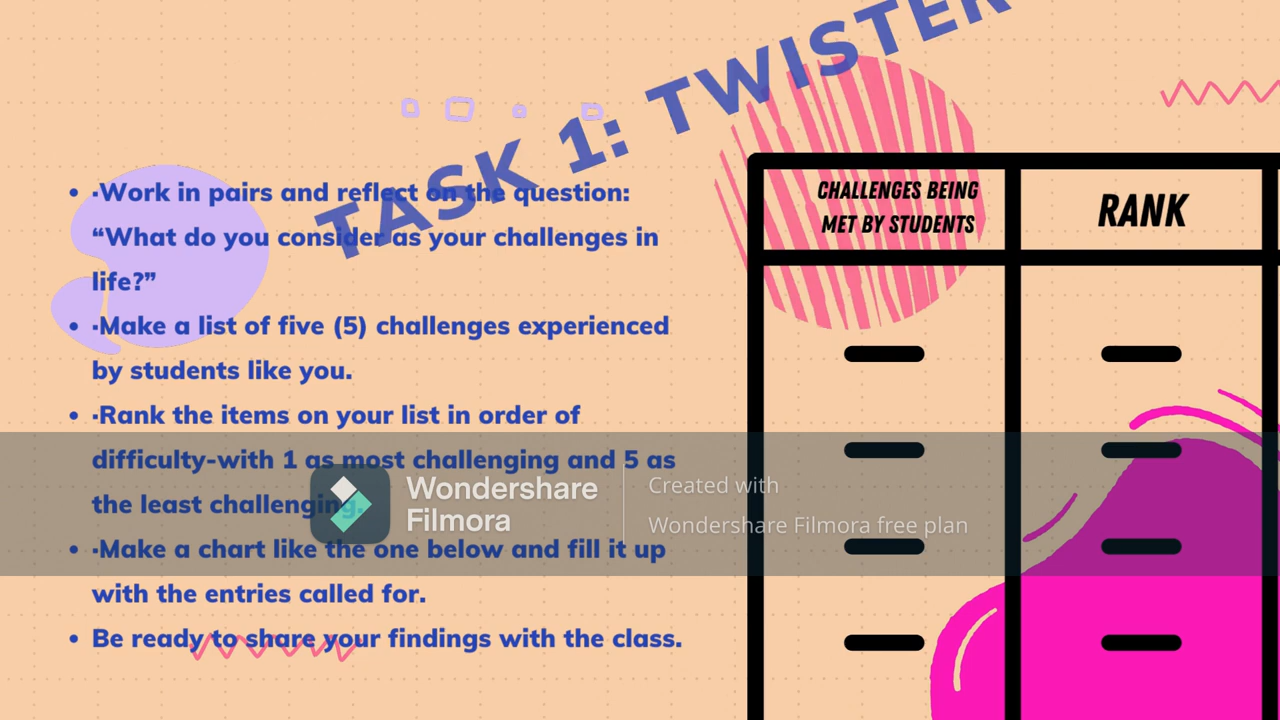 TASK 1: TWISTER
·Work in pairs and reflect on the question:
“What do you consider as your challenges in
life?”
·Make a list of five (5) challenges experienced
by students like you.
·Rank the items on your list in order of
difficulty-with 1 as most challenging and 5 as
the least challenging.
·Make a chart like the one below and fill it up
with the entries called for.
Be ready to share your findings with the class.
CHALLENGES BEING
MET BY STUDENTS
RANK
Wondershare
Filmora
Created with
Wondershare Filmora free plan